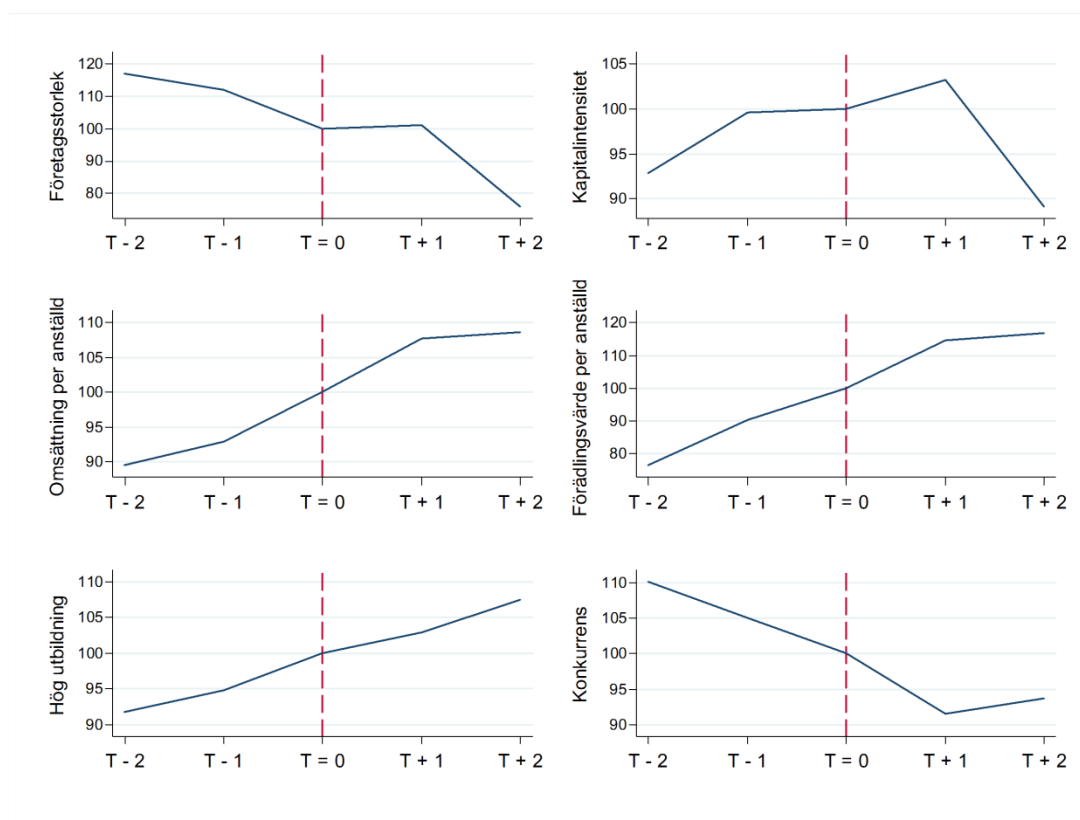 Företagsstorlek
120
110
100
90
80
T - 2 T - 1 T = 0 T + 1 T + 2
Kapitalintensitet
105
100
95
90
T - 2 T - 1 T = 0 T + 1 T + 2
Omsättning per anställd
110
105
100
95
90
T - 2 T - 1 T = 0 T + 1 T + 2
Förädlingsvärde per anställd
120
110
100
90
80
T - 2 T - 1 T = 0 T + 1 T + 2
Hög utbildning
110
105
100
95
90
T - 2 T - 1 T = 0 T + 1 T + 2
Konkurrens
110
105
100
95
90
T - 2 T - 1 T = 0 T + 1 T + 2